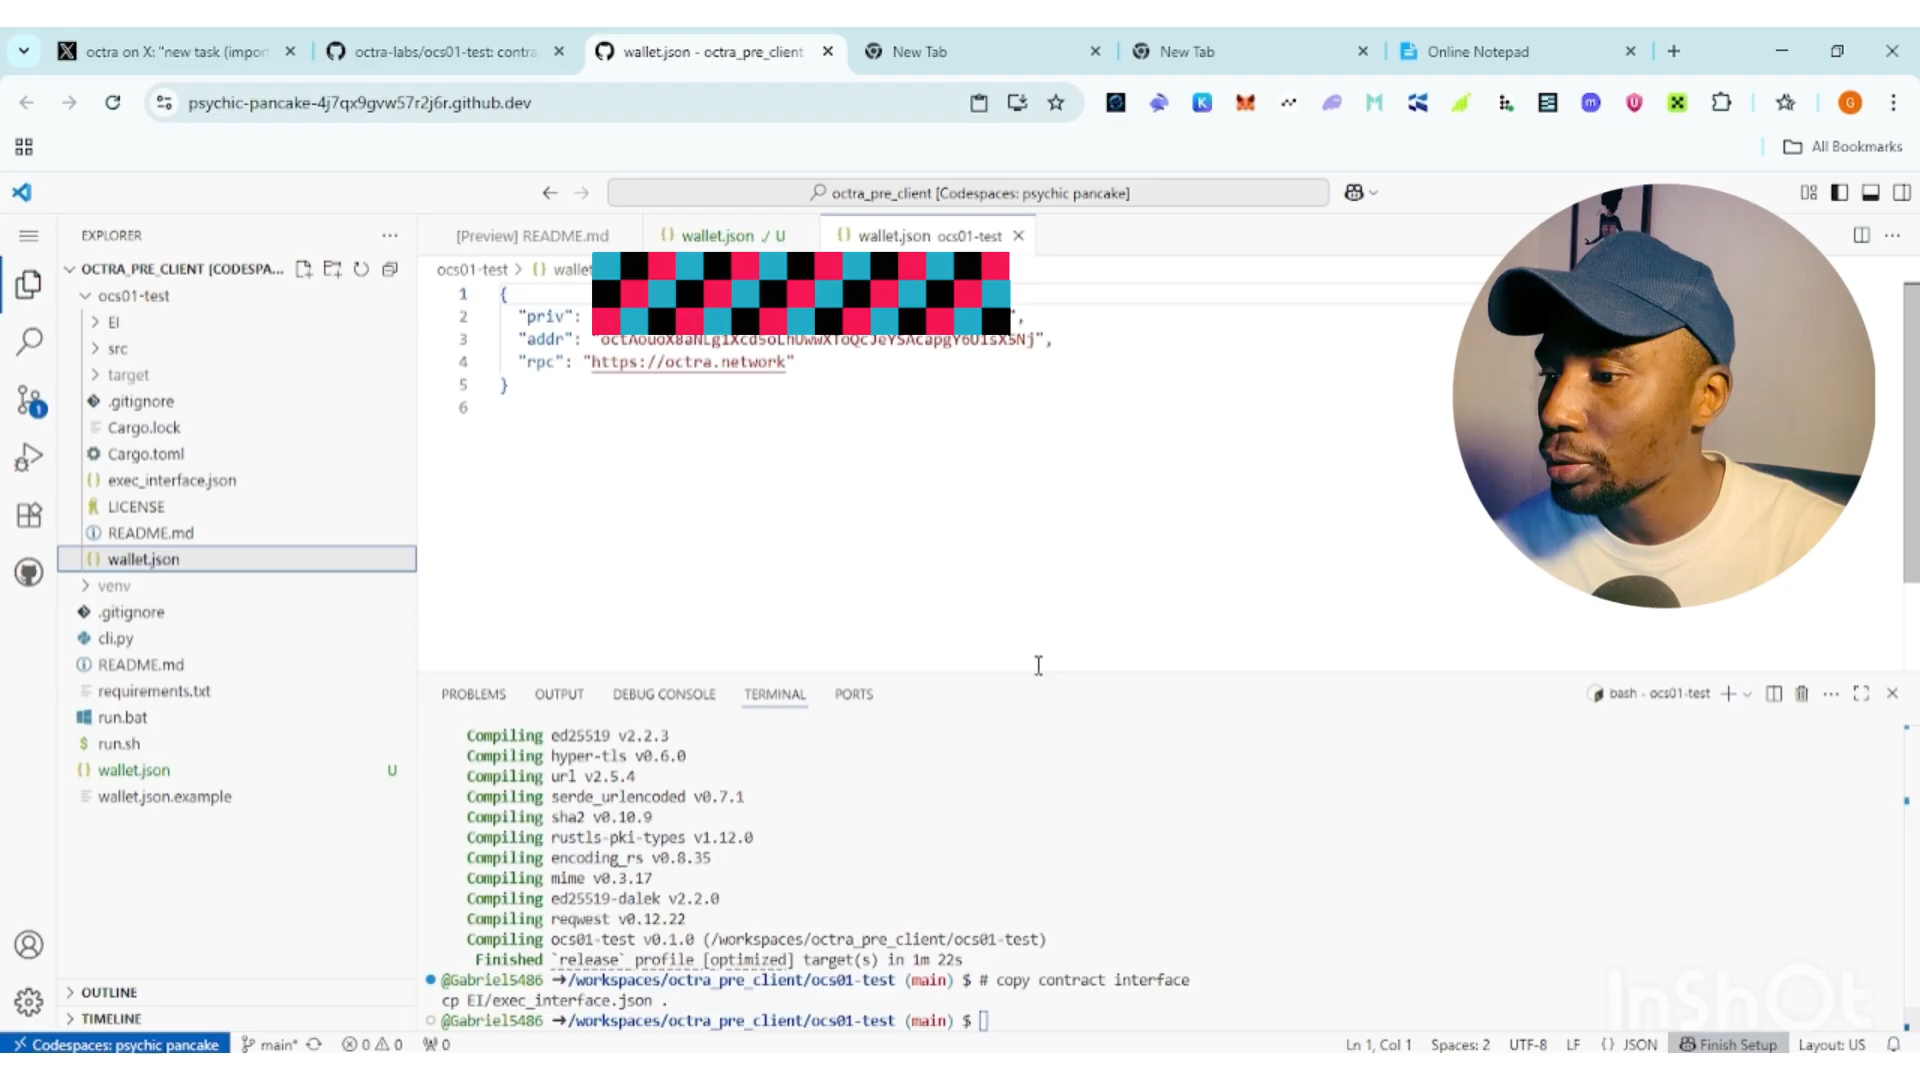 octra on X: "new task (impor
octra-labs/ocs01-test: contra
wallet.json - octra_pre_client
New Tab
New Tab
Online Notepad
psychic-pancake-4j7qx9gvw57r2j6r.github.dev
All Bookmarks
octra_pre_client [Codespaces: psychic pancake]
EXPLORER
[Preview] README.md
wallet.json ./ U
wallet.json ocs01-test
OCTRA_PRE_CLIENT [CODESPA...
ocs01-test > {} wallet
ocs01-test
EI
src
target
.gitignore
Cargo.lock
Cargo.toml
exec_interface.json
LICENSE
README.md
wallet.json
venv
.gitignore
cli.py
README.md
requirements.txt
run.bat
run.sh
wallet.json U
wallet.json.example
OUTLINE
TIMELINE
1 {
2 "priv": ",
3 "addr":
4 "rpc": "https://octra.network"
5 }
6
PROBLEMS
OUTPUT
DEBUG CONSOLE
TERMINAL
PORTS
bash - ocs01-test
Compiling ed25519 v2.2.3
Compiling hyper-tls v0.6.0
Compiling url v2.5.4
Compiling serde_urlencoded v0.7.1
Compiling sha2 v0.10.9
Compiling rustls-pki-types v1.12.0
Compiling encoding_rs v0.8.35
Compiling mime v0.3.17
Compiling ed25519-dalek v2.2.0
Compiling reqwest v0.12.22
Compiling ocs01-test v0.1.0 (/workspaces/octra_pre_client/ocs01-test)
Finished `release` profile [optimized] target(s) in 1m 22s
@Gabriel5486 →/workspaces/octra_pre_client/ocs01-test (main) $ # copy contract interface
cp EI/exec_interface.json .
@Gabriel5486 →/workspaces/octra_pre_client/ocs01-test (main) $
InShOt
Codespaces: psychic pancake
main*
0 0
0
Ln 1, Col 1
Spaces: 2
UTF-8
LF
{} JSON
Finish Setup
Layout: US